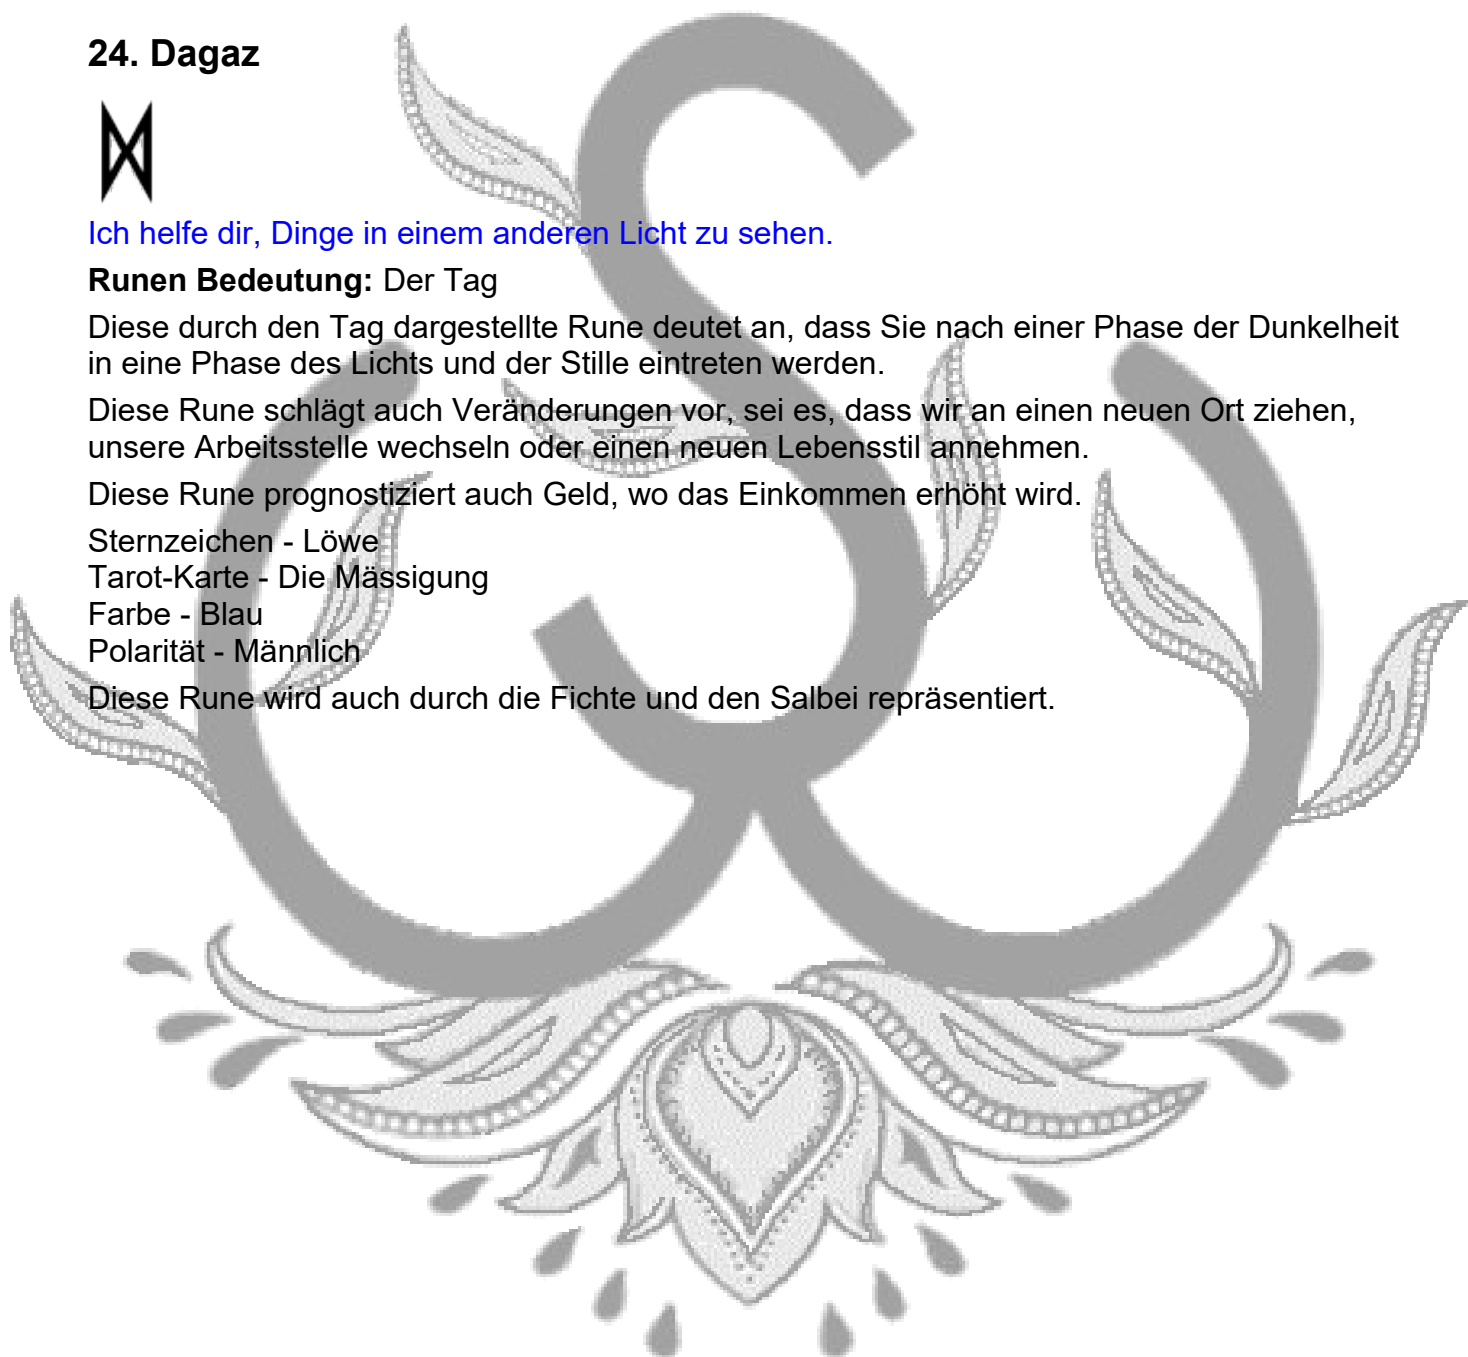 24. Dagaz
ᛞ
Ich helfe dir, Dinge in einem anderen Licht zu sehen.
Runen Bedeutung: Der Tag
Diese durch den Tag dargestellte Rune deutet an, dass Sie nach einer Phase der Dunkelheit
in eine Phase des Lichts und der Stille eintreten werden.
Diese Rune schlägt auch Veränderungen vor, sei es, dass wir an einen neuen Ort ziehen,
unsere Arbeitsstelle wechseln oder einen neuen Lebensstil annehmen.
Diese Rune prognostiziert auch Geld, wo das Einkommen erhöht wird.
Sternzeichen - Löwe
Tarot-Karte - Die Mässigung
Farbe - Blau
Polarität - Männlich
Diese Rune wird auch durch die Fichte und den Salbei repräsentiert.